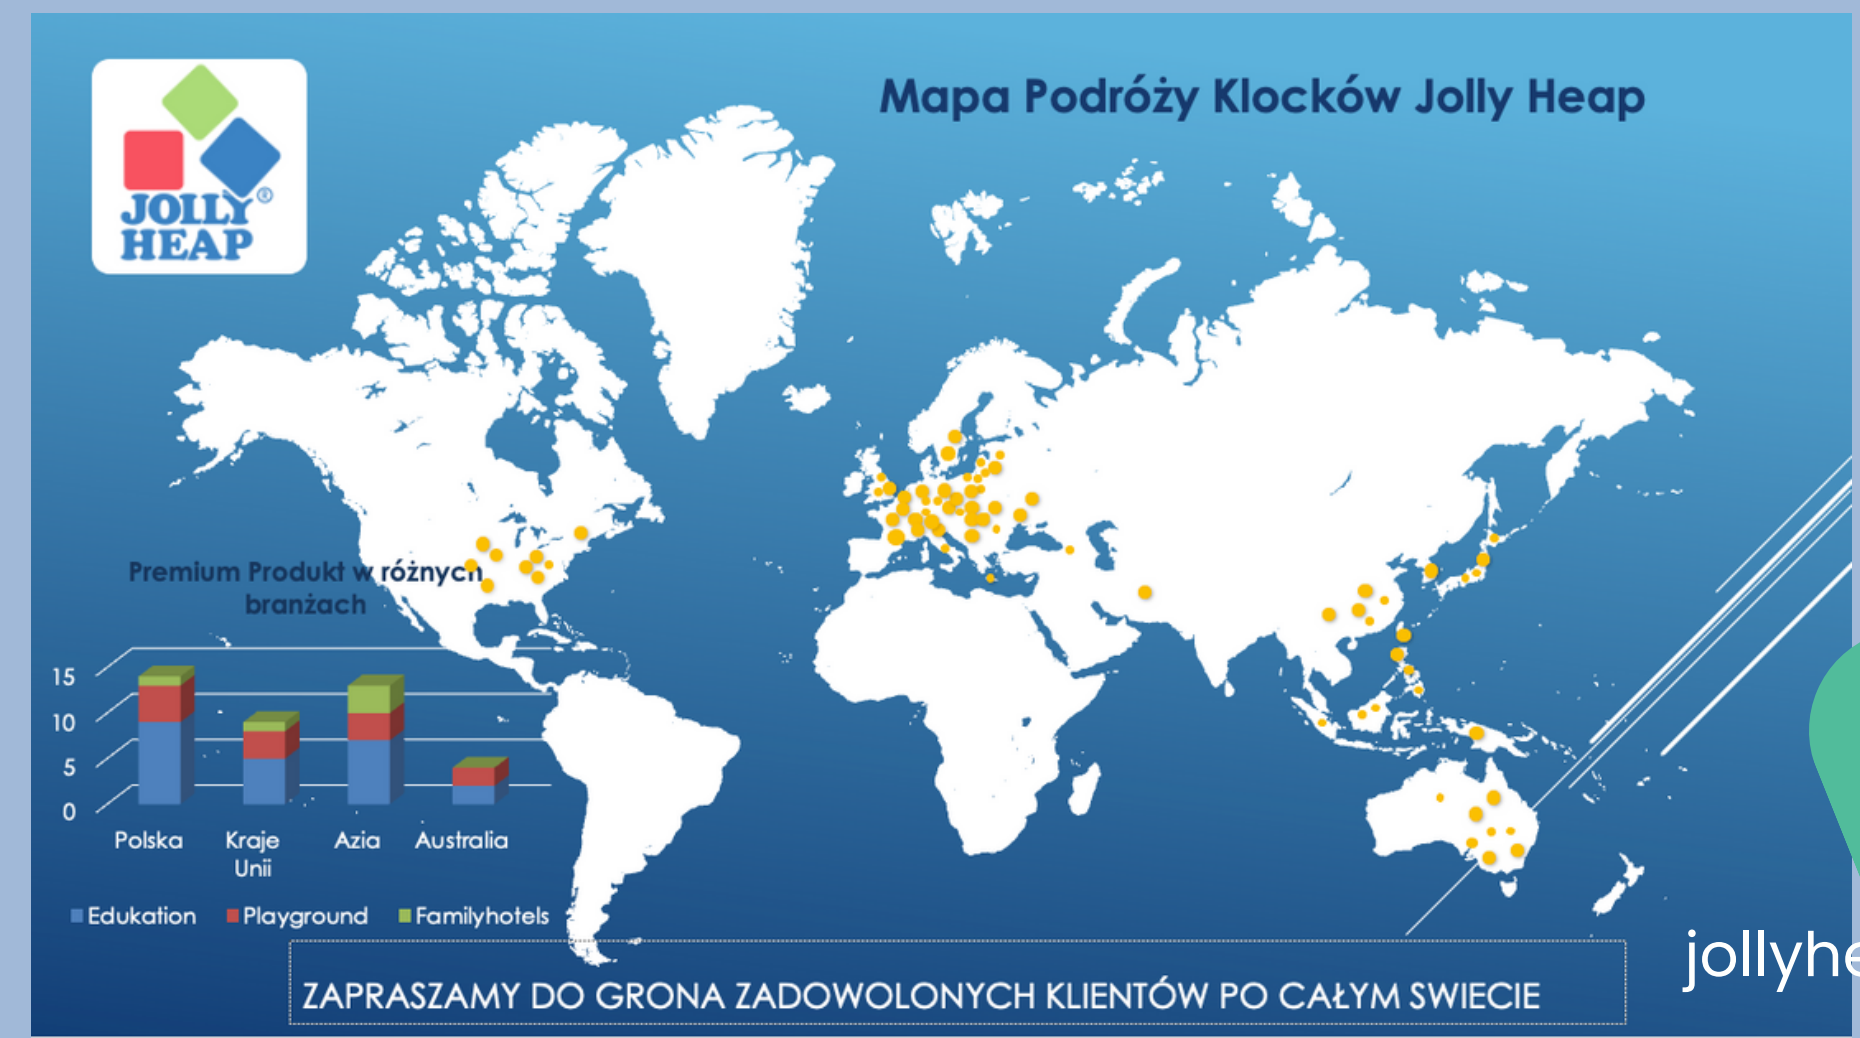 JOLLY®
HEAP
Mapa Podróży Klocków Jolly Heap
Premium Produkt w różnych
branżach
15
10
5
0
Polska
Kraje
Unii
Azia
Australia
Edukation
Playground
Familyhotels
ZAPRASZAMY DO GRONA ZADOWOLONYCH KLIENTÓW PO CAŁYM SWIECIE
jollyhe